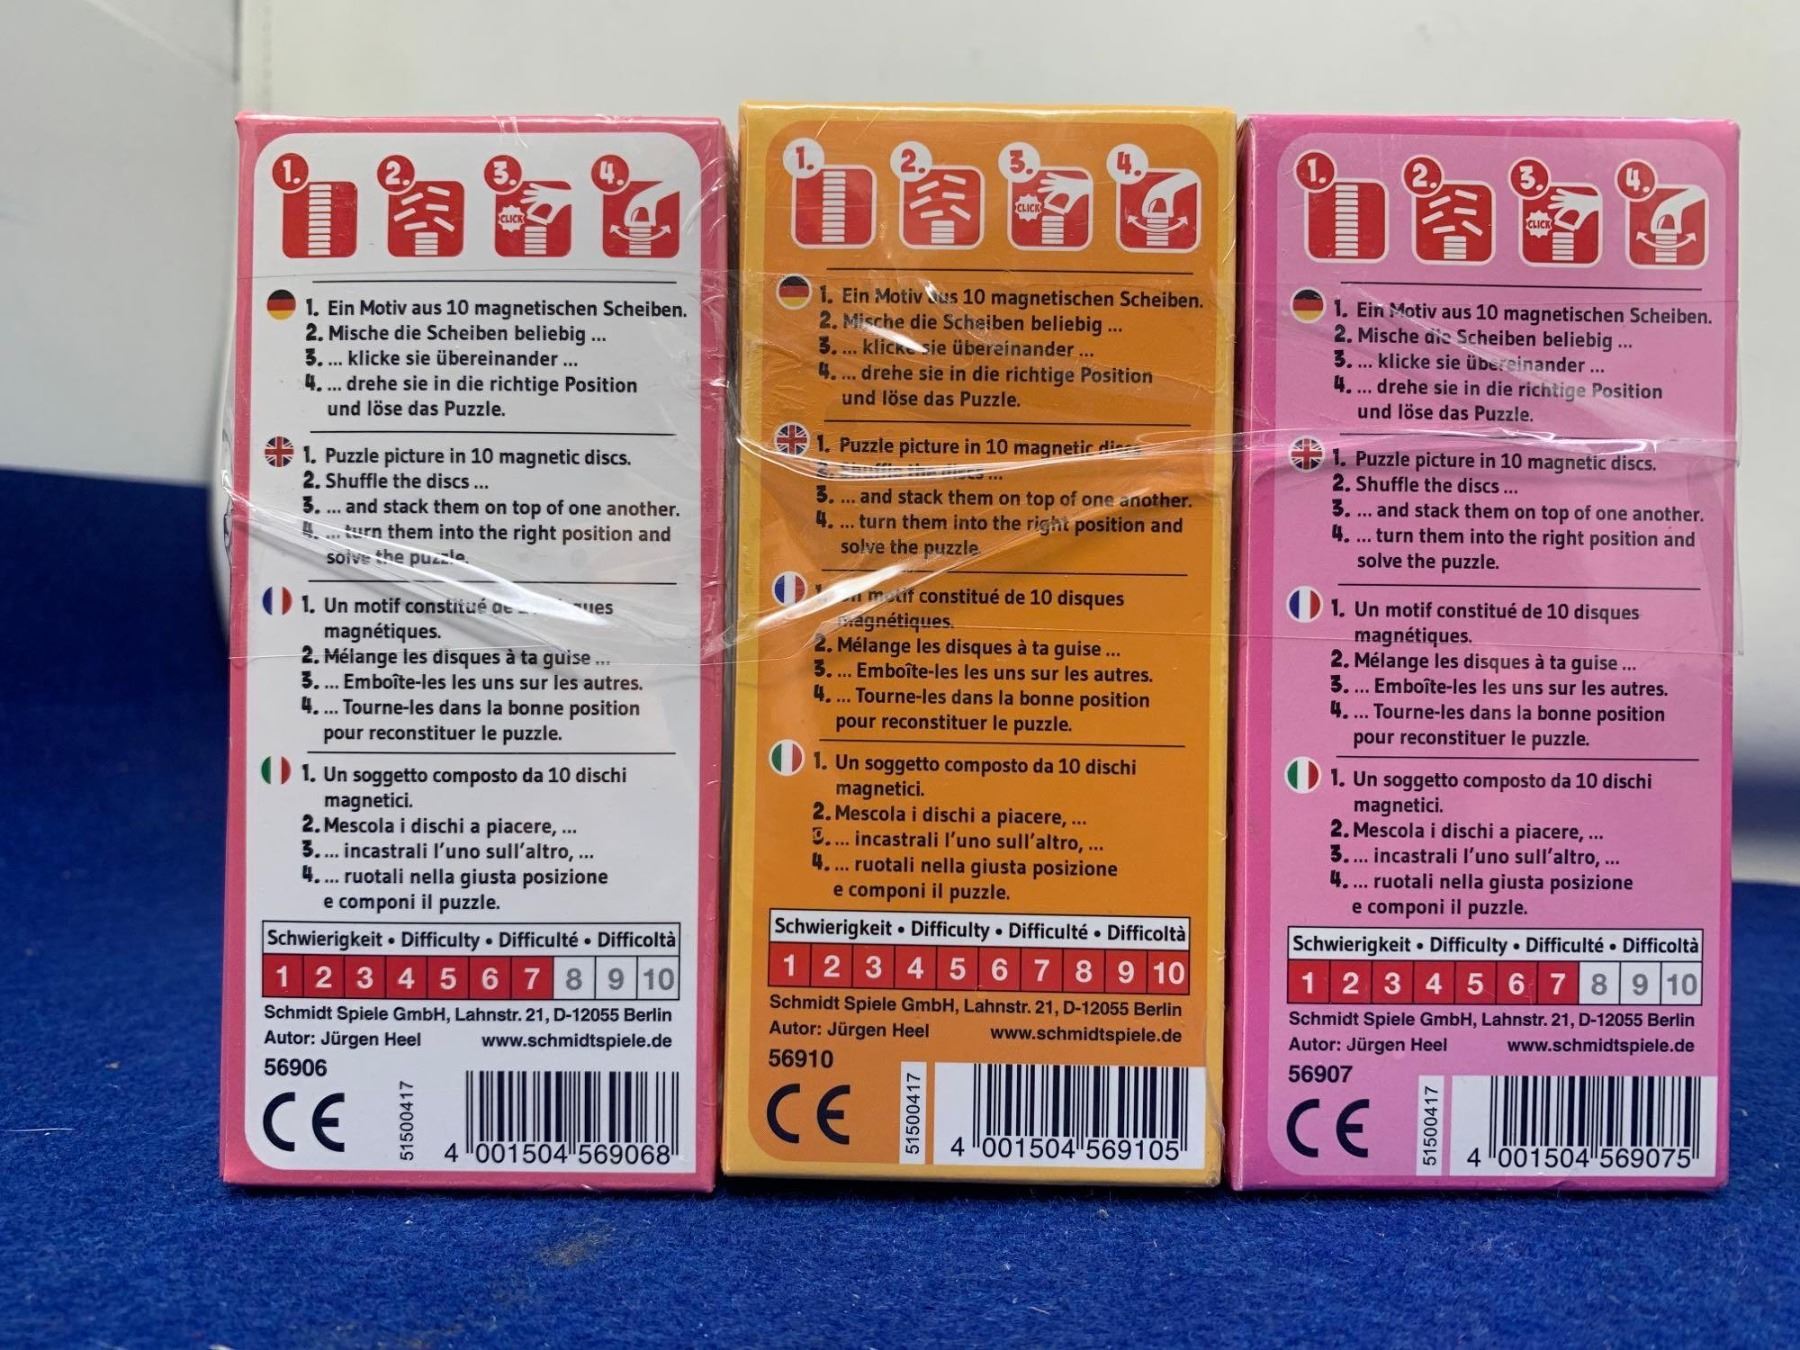 1. 2. 3. 4.
CLICK
1. Ein Motiv aus 10 magnetischen Scheiben.
2. Mische die Scheiben beliebig ...
3. ... klicke sie übereinander ...
4. ... drehe sie in die richtige Position
und löse das Puzzle.
1. Puzzle picture in 10 magnetic discs.
2. Shuffle the discs ...
3. ... and stack them on top of one another.
4. ... turn them into the right position and
solve the puzzle.
1. Un motif constitué de
magnétiques.
2. Mélange les disques à ta guise ...
3. ... Emboîte-les les uns sur les autres.
4. ... Tourne-les dans la bonne position
pour reconstituer le puzzle.
1. Un soggetto composto da 10 dischi
magnetici.
2. Mescola i dischi a piacere, ...
3. ... incastrali l'uno sull'altro, ...
4. ... ruotali nella giusta posizione
e componi il puzzle.
Schwierigkeit • Difficulty • Difficulté • Difficoltà
1 2 3 4 5 6 7 8 9 10
Schmidt Spiele GmbH, Lahnstr. 21, D-12055 Berlin
Autor: Jürgen Heel www.schmidtspiele.de
56906
CE
51500417
4 001504 569068
1. 2. 3. 4.
CLICK
1. Ein Motiv aus 10 magnetischen Scheiben.
2. Mische die Scheiben beliebig ...
3. ... klicke sie übereinander ...
4. ... drehe sie in die richtige Position
und löse das Puzzle.
1. Puzzle picture in 10 magnetic discs
2. Shuffle the discs ...
3. ... and stack them on top of one another.
4. ... turn them into the right position and
solve the puzzle
motif constitué de 10 disques
magnétiques.
2. Mélange les disques à ta guise ...
3. ... Emboîte-les les uns sur les autres.
4. ... Tourne-les dans la bonne position
pour reconstituer le puzzle.
1. Un soggetto composto da 10 dischi
magnetici.
2. Mescola i dischi a piacere, ...
... incastrali l'uno sull'altro, ...
4. ... ruotali nella giusta posizione
e componi il puzzle.
Schwierigkeit • Difficulty • Difficulté • Difficoltà
1 2 3 4 5 6 7 8 9 10
Schmidt Spiele GmbH, Lahnstr. 21, D-12055 Berlin
Autor: Jürgen Heel www.schmidtspiele.de
56910
CE
51500417
4 001504 569105
1. 2. 3. 4.
CLICK
1. Ein Motiv aus 10 magnetischen Scheiben.
2. Mische die Scheiben beliebig ...
3. ... klicke sie übereinander ...
4. ... drehe sie in die richtige Position
und löse das Puzzle.
1. Puzzle picture in 10 magnetic discs.
2. Shuffle the discs ...
3. ... and stack them on top of one another.
4. ... turn them into the right position and
solve the puzzle.
1. Un motif constitué de 10 disques
magnétiques.
2. Mélange les disques à ta guise ...
3. ... Emboîte-les les uns sur les autres.
4. ... Tourne-les dans la bonne position
pour reconstituer le puzzle.
1. Un soggetto composto da 10 dischi
magnetici.
2. Mescola i dischi a piacere, ...
3. ... incastrali l'uno sull'altro, ...
4. ... ruotali nella giusta posizione
e componi il puzzle.
Schwierigkeit • Difficulty • Difficulté • Difficoltà
1 2 3 4 5 6 7 8 9 10
Schmidt Spiele GmbH, Lahnstr. 21, D-12055 Berlin
Autor: Jürgen Heel www.schmidtspiele.de
56907
CE
51500417
4 001504 569075